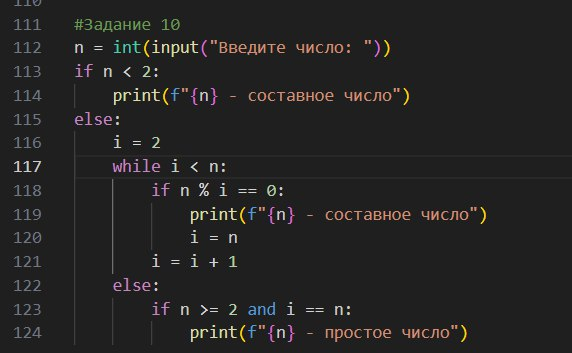 110
111 #Задание 10
112 n = int(input("Введите число: "))
113 if n < 2:
114     print(f"{n} - составное число")
115 else:
116     i = 2
117     while i < n:
118         if n % i == 0:
119             print(f"{n} - составное число")
120             i = n
121         i = i + 1
122     else:
123         if n >= 2 and i == n:
124             print(f"{n} - простое число")